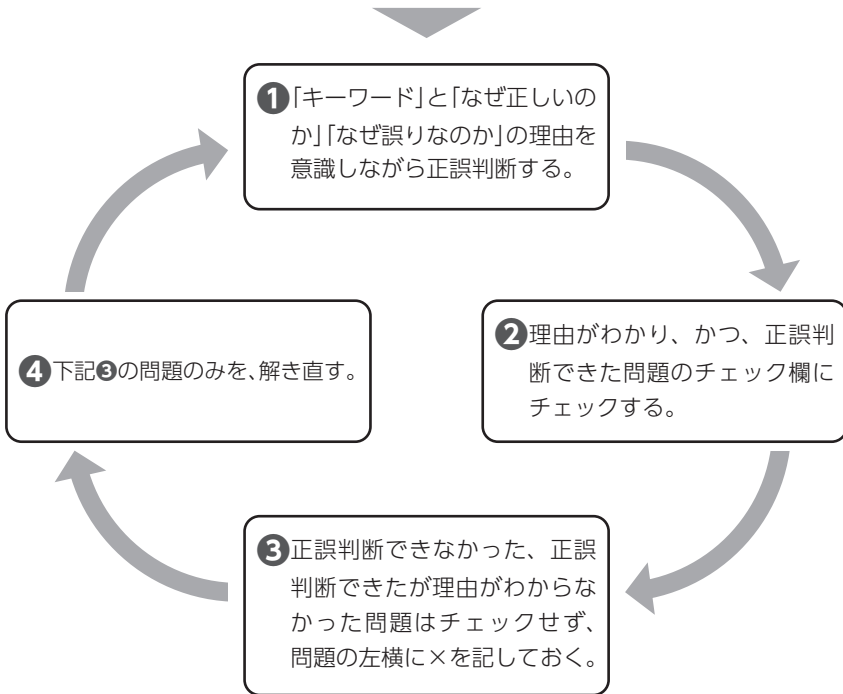 ❶「キーワード」と「なぜ正しいの
か」「なぜ誤りなのか」の理由を
意識しながら正誤判断する。
❷理由がわかり、かつ、正誤判
断できた問題のチェック欄に
チェックする。
❸正誤判断できなかった、正誤
判断できたが理由がわからな
かった問題はチェックせず、
問題の左横に×を記しておく。
❹下記❸の問題のみを、解き直す。